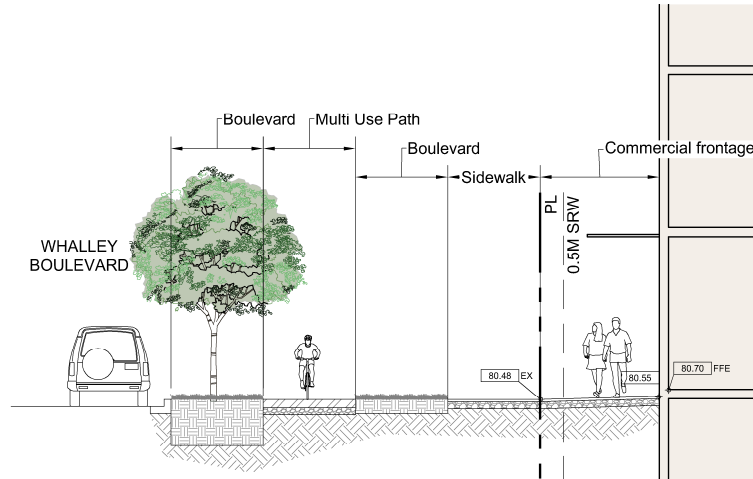 Boulevard
Multi Use Path
Boulevard
Commercial frontage
Sidewalk
PL
0.5M SRW
WHALLEY
BOULEVARD
80.48 EX
80.55
80.70 FFE